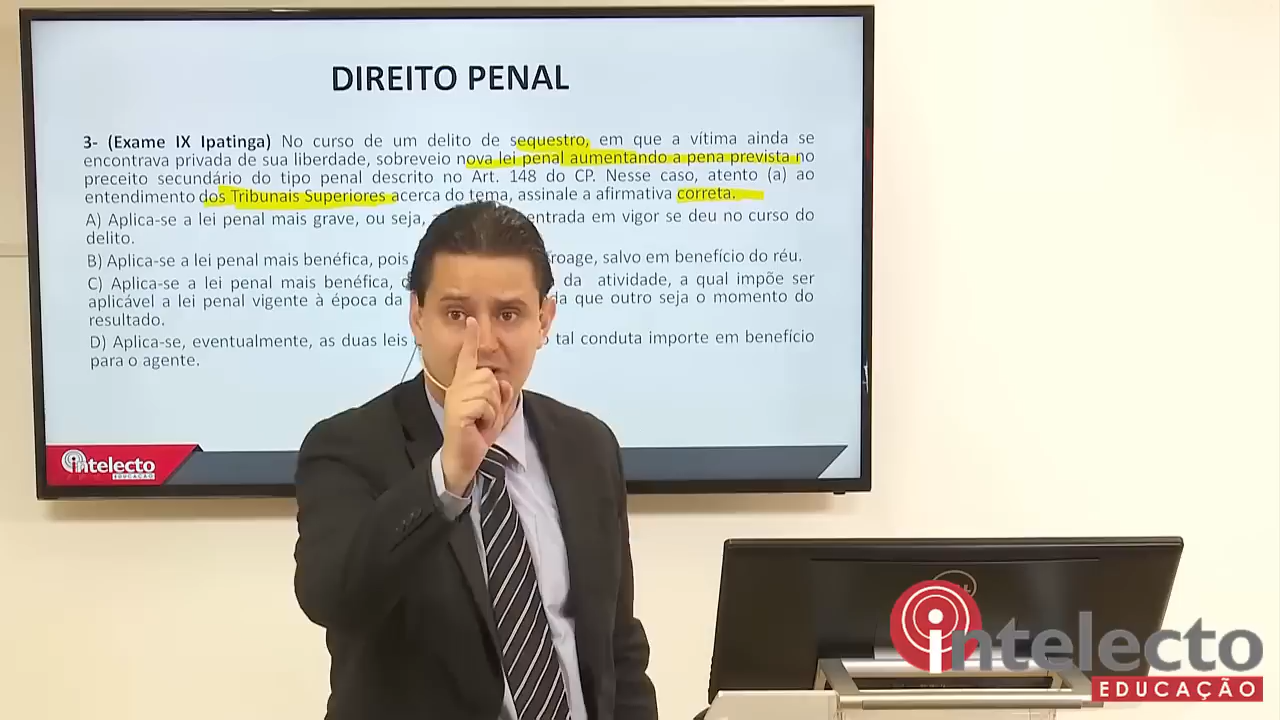 DIREITO PENAL
3- (Exame IX Ipatinga) No curso de um delito de sequestro, em que a vítima ainda se
encontrava privada de sua liberdade, sobreveio nova lei penal aumentando a pena prevista no
preceito secundário do tipo penal descrito no Art. 148 do CP. Nesse caso, atento (a) ao
entendimento dos Tribunais Superiores acerca do tema, assinale a afirmativa correta.
A) Aplica-se a lei penal mais grave, ou seja, entrada em vigor se deu no curso do
delito.
B) Aplica-se a lei penal mais benéfica, pois salvo em benefício do réu.
C) Aplica-se a lei penal mais benéfica, da atividade, a qual impõe ser
aplicável a lei penal vigente à época da que outro seja o momento do
resultado.
D) Aplica-se, eventualmente, as duas leis tal conduta importe em benefício
para o agente.
intelecto
EDUCAÇÃO
intelecto
EDUCAÇÃO